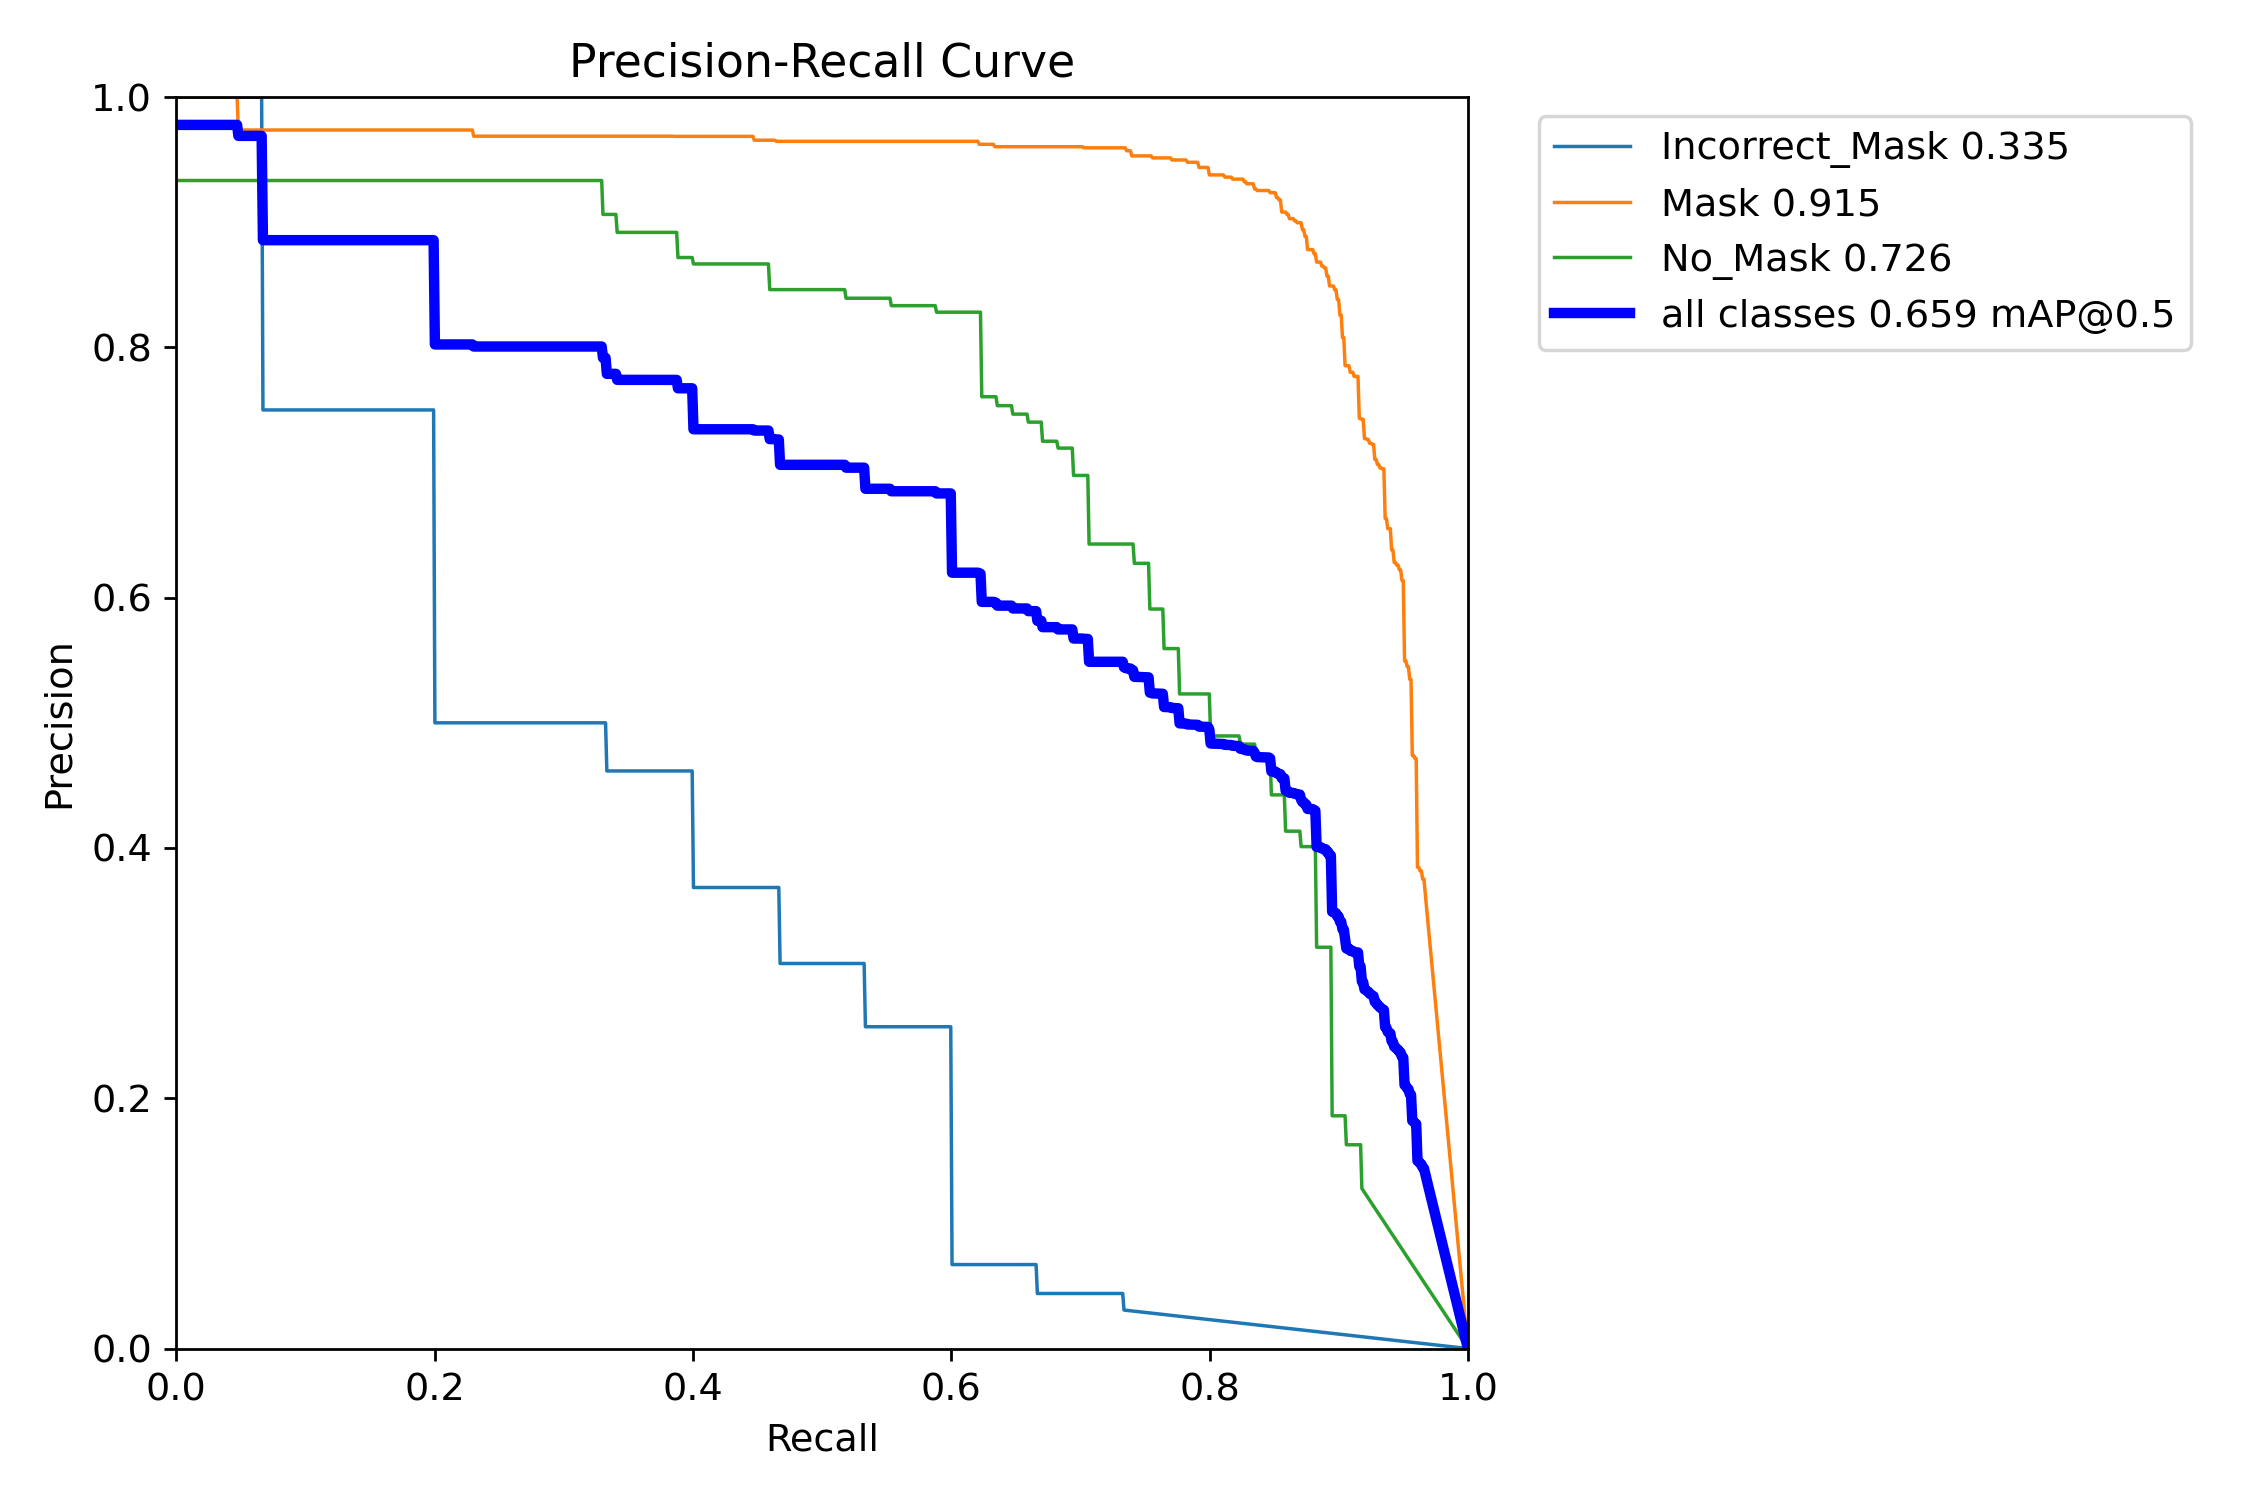 Precision-Recall Curve
1.0
0.8
0.6
0.4
0.2
0.0
Precision
0.0 0.2 0.4 0.6 0.8 1.0
Recall
Incorrect_Mask 0.335
Mask 0.915
No_Mask 0.726
all classes 0.659 mAP@0.5